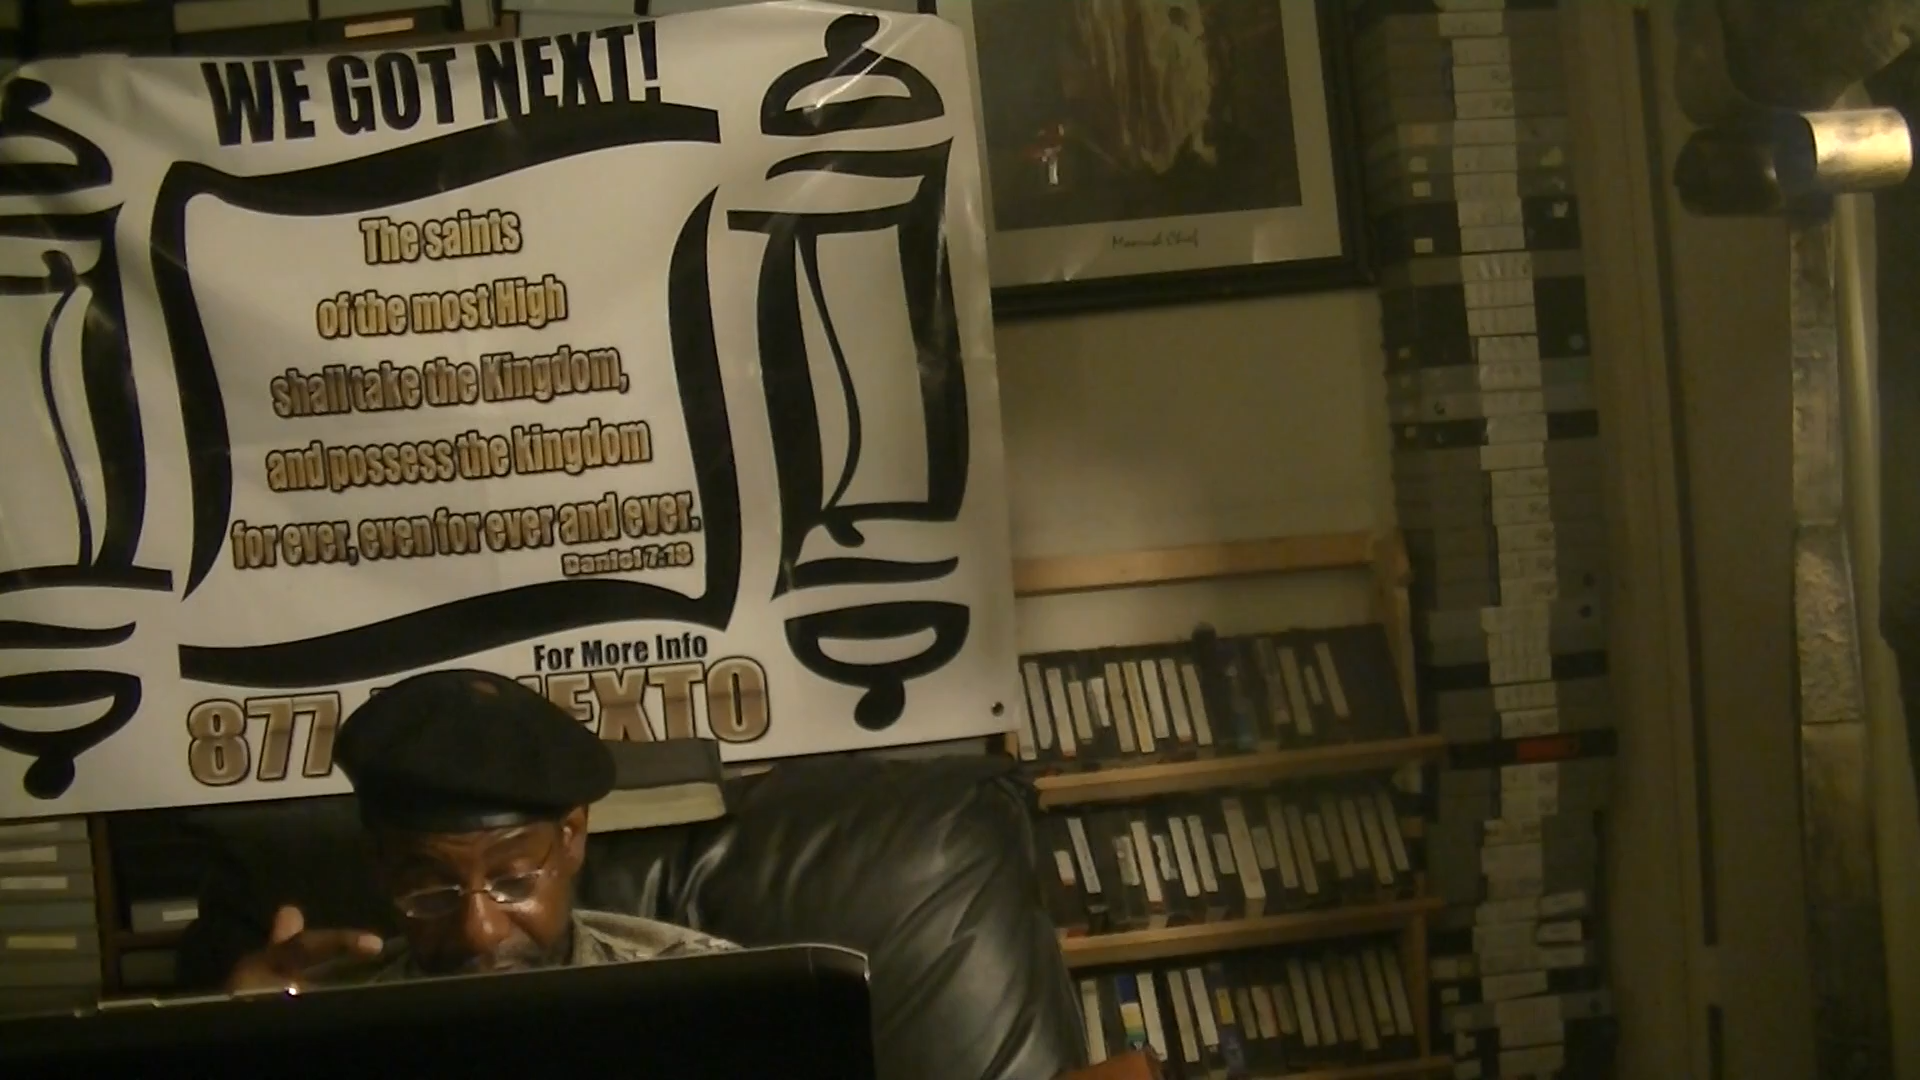 WE GOT NEXT!
The saints
of the most High
shall take the Kingdom,
and possess the kingdom
for ever, even for ever and ever.
Daniel 7:18
For More Info
877
EXTO